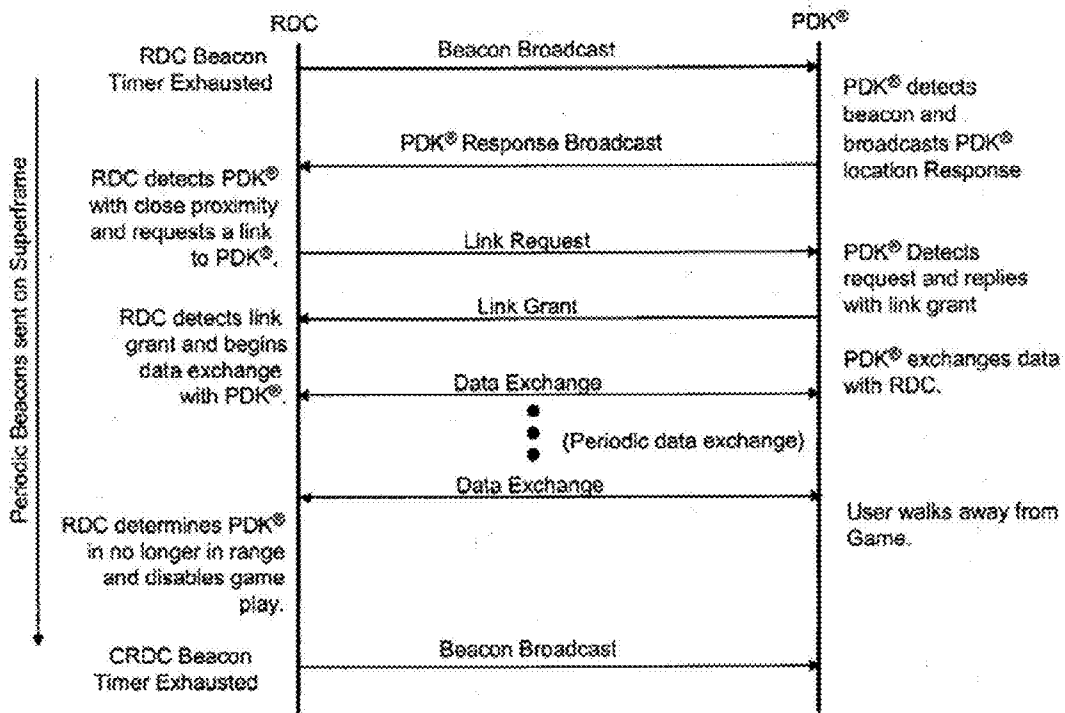 RDC
PDK®
RDC Beacon
Timer Exhausted
Beacon Broadcast
PDK® detects
beacon and
broadcasts PDK®
location Response
PDK® Response Broadcast
RDC detects PDK®
with close proximity
and requests a link
to PDK®.
Link Request
PDK® Detects
request and replies
with link grant
Link Grant
RDC detects link
grant and begins
data exchange
with PDK®.
PDK® exchanges data
with RDC.
Data Exchange
(Periodic data exchange)
Data Exchange
User walks away from
Game.
RDC determines PDK®
in no longer in range
and disables game
play.
CRDC Beacon
Timer Exhausted
Beacon Broadcast
Periodic Beacons sent on Superframe